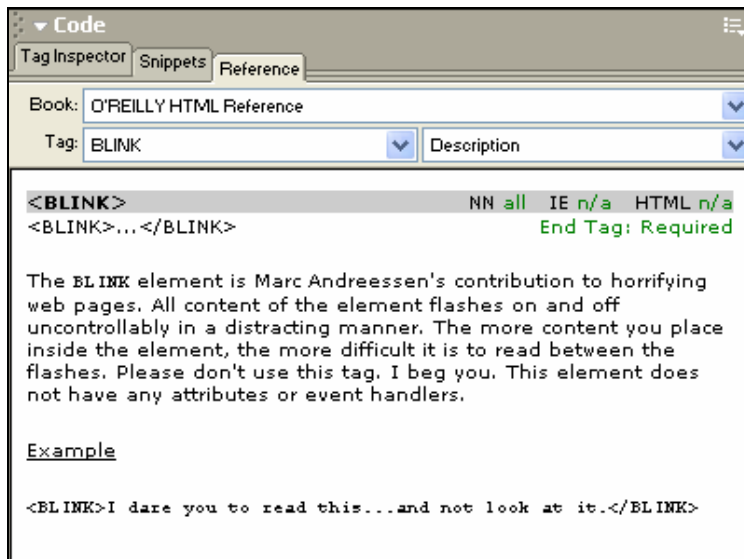 Code
Tag Inspector Snippets Reference
Book: O'REILLY HTML Reference
Tag: BLINK Description
<BLINK> NN all IE n/a HTML n/a
<BLINK>...</BLINK> End Tag: Required
The BLINK element is Marc Andreessen's contribution to horrifying
web pages. All content of the element flashes on and off
uncontrollably in a distracting manner. The more content you place
inside the element, the more difficult it is to read between the
flashes. Please don't use this tag. I beg you. This element does
not have any attributes or event handlers.
Example
<BLINK>I dare you to read this...and not look at it.</BLINK>